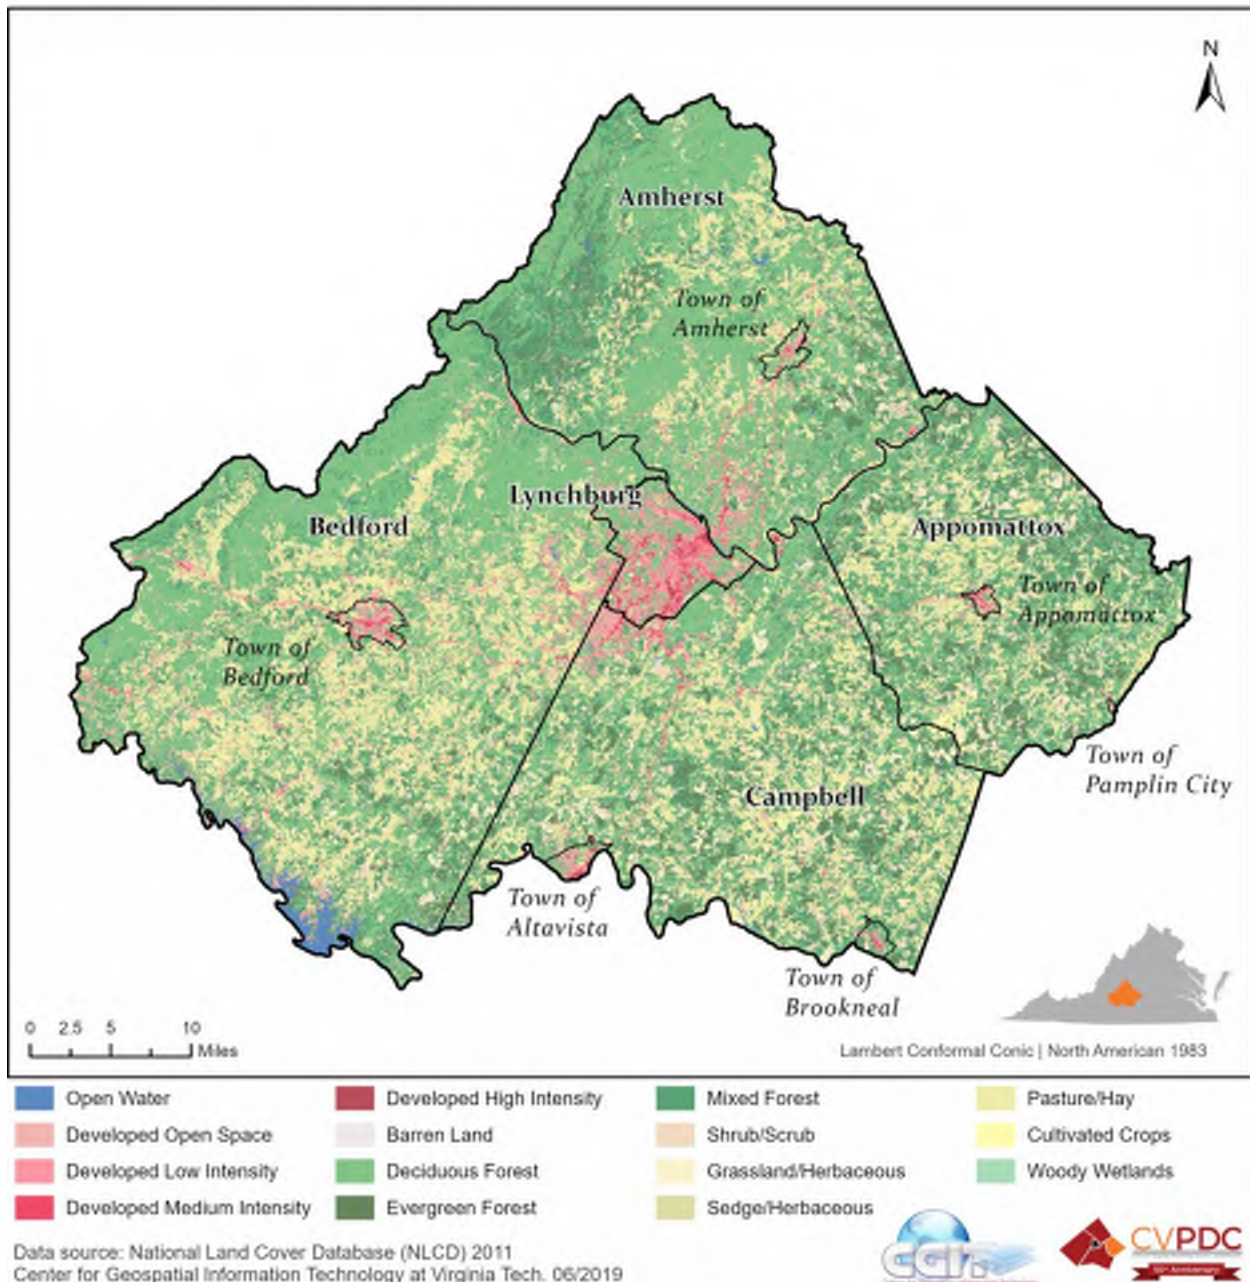 N
Amherst
Town of
Amherst
Lynchburg
Bedford
Appomattox
Town of
Appomattox
Town of
Bedford
Town of
Pamplin City
Campbell
Town of
Altavista
Town of
Brookneal
0 2.5 5 10
Miles
Lambert Conformal Conic | North American 1983
Open Water
Developed High Intensity
Mixed Forest
Pasture/Hay
Developed Open Space
Barren Land
Shrub/Scrub
Cultivated Crops
Developed Low Intensity
Deciduous Forest
Grassland/Herbaceous
Woody Wetlands
Developed Medium Intensity
Evergreen Forest
Sedge/Herbaceous
Data source: National Land Cover Database (NLCD) 2011
Center for Geospatial Information Technology at Virginia Tech. 06/2019
CGIT
CVPDC